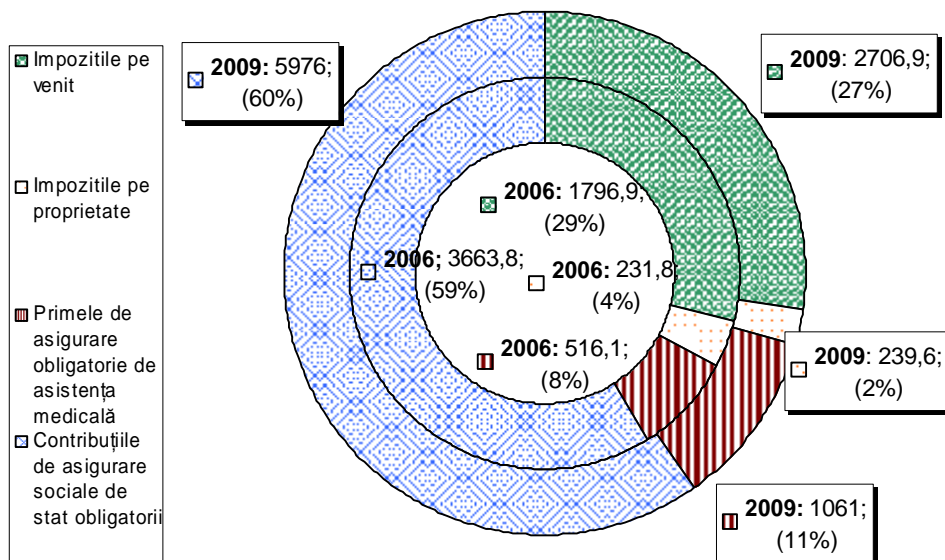 Impozitile pe
venit
Impozitile pe
proprietate
Primele de
asigurare
obligatorie de
asistența
medicală
Contribuțiile
de asigurare
sociale de
stat obligatorii
2009: 5976;
(60%)
2009: 2706,9;
(27%)
2006: 1796,9;
(29%)
2006; 3663,8;
(59%)
2006: 231,8;
(4%)
2006: 516,1;
(8%)
2009: 239,6;
(2%)
2009: 1061;
(11%)